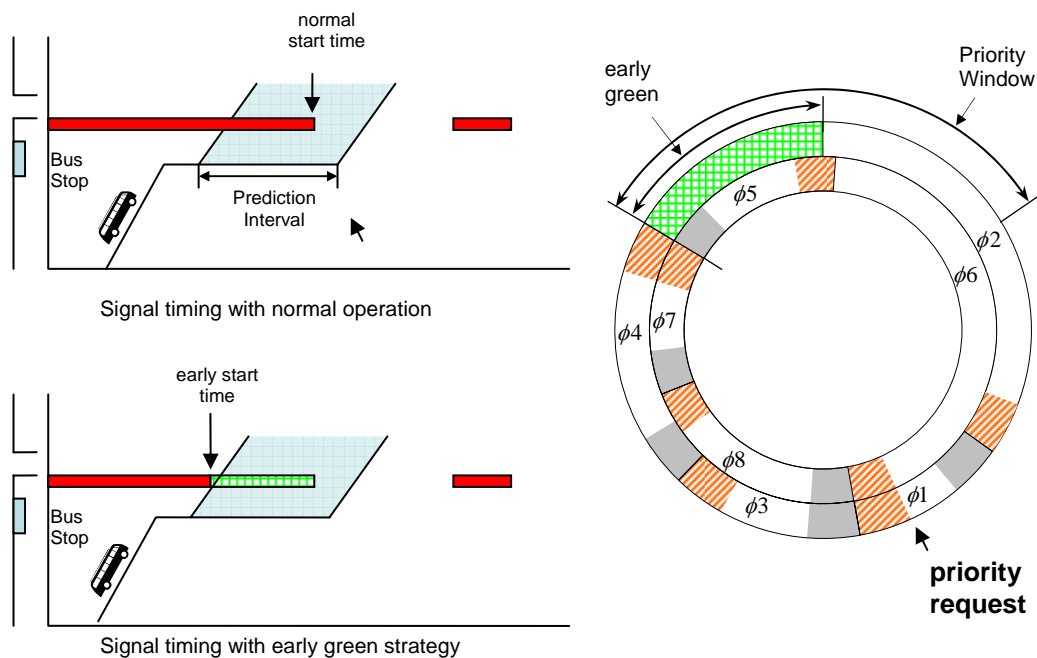 normal
start time
Bus
Stop
Prediction
Interval
Signal timing with normal operation
early start
time
Bus
Stop
Signal timing with early green strategy
early
green
Priority
Window
ϕ5
ϕ2
ϕ6
ϕ7
ϕ4
ϕ8
ϕ3
ϕ1
priority
request